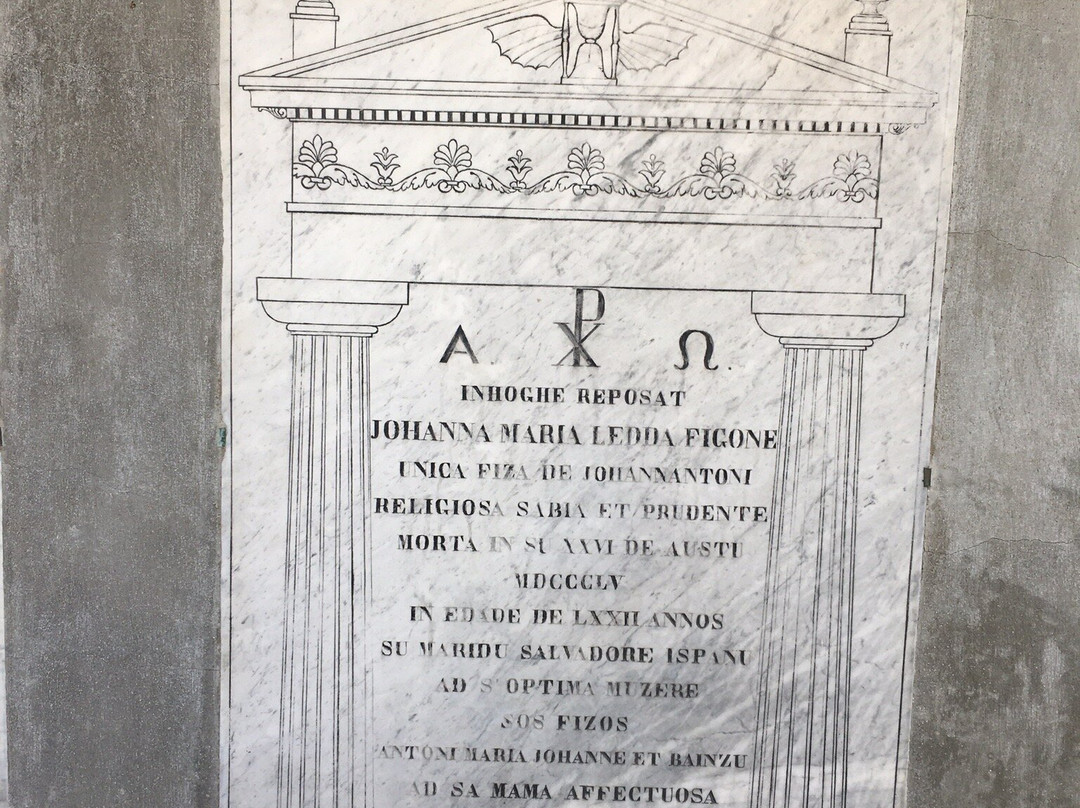 A. ☧ Ω.
INHOGHE REPOSAT
JOHANNA MARIA LEDDA FIGONE
UNICA FIZA DE JOHANNANTONI
RELIGIOSA SABIA ET PRUDENTE
MORTA IN SU XXVI DE AUSTU
MDCCCLV
IN EDADE DE LXXII ANNOS
SU MARIDU SALVADORE ISPANU
AD S' OPTIMA MUZERE
SOS FIZOS
ANTONI MARIA JOHANNE ET BAINZU
AD SA MAMA AFFECTUOSA